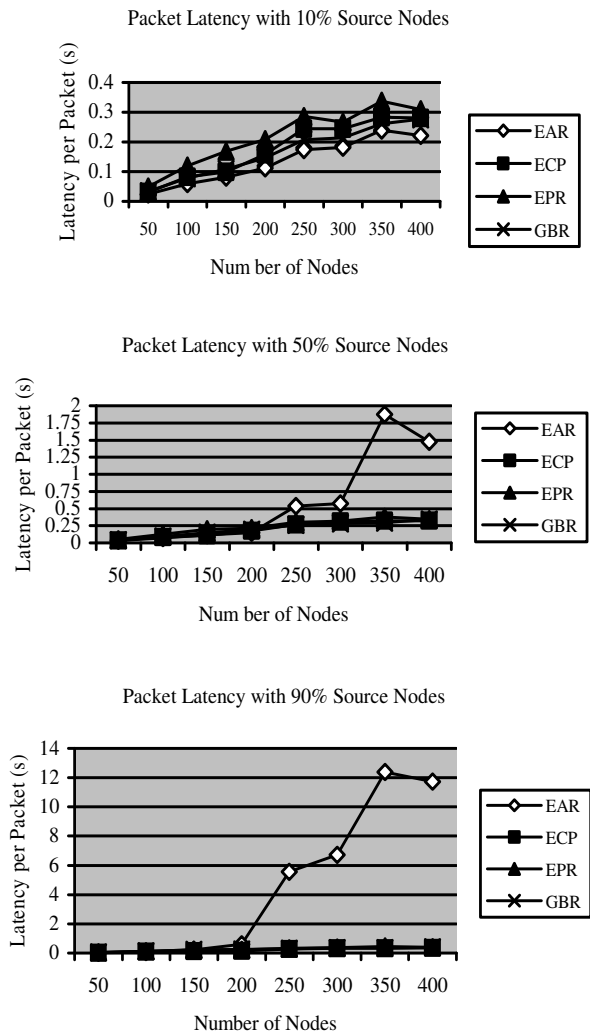 Packet Latency with 10% Source Nodes
Latency per Packet (s)
0.4
0.3
0.2
0.1
0
50 100 150 200 250 300 350 400
Num ber of Nodes
EAR
ECP
EPR
GBR
Packet Latency with 50% Source Nodes
Latency per Packet (s)
2
1.75
1.5
1.25
1
0.75
0.5
0.25
0
50 100 150 200 250 300 350 400
Num ber of Nodes
EAR
ECP
EPR
GBR
Packet Latency with 90% Source Nodes
Latency per Packet (s)
14
12
10
8
6
4
2
0
50 100 150 200 250 300 350 400
Number of Nodes
EAR
ECP
EPR
GBR